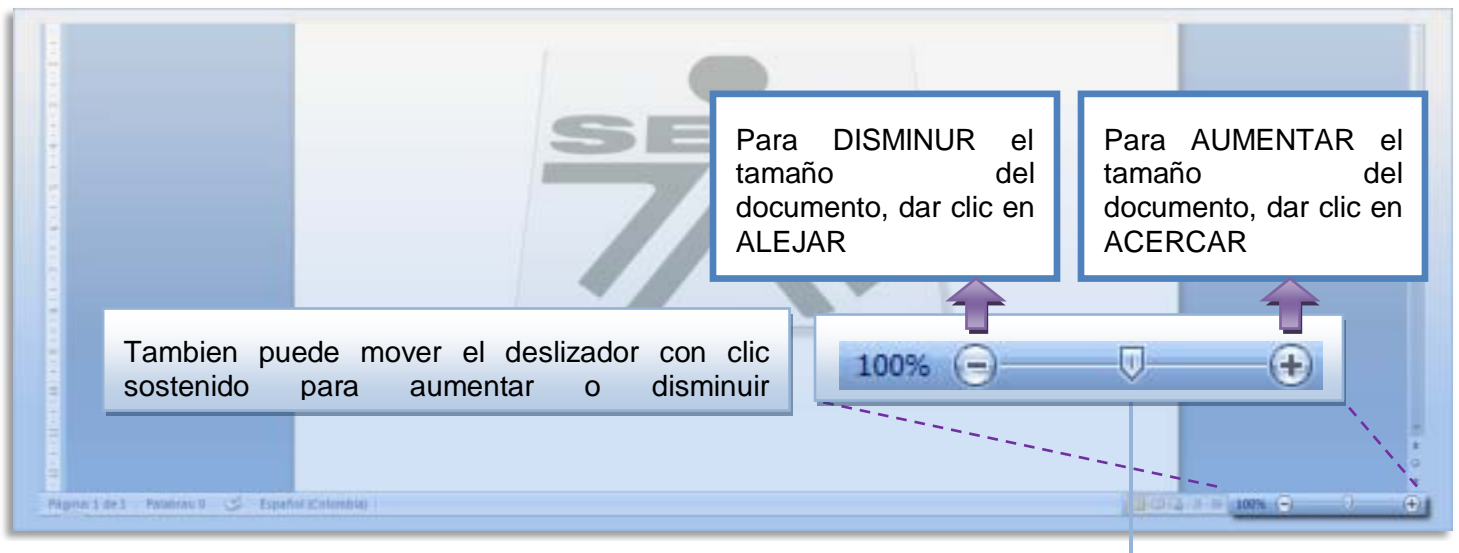 SE
Para DISMINUR el
tamaño del
documento, dar clic en
ALEJAR
Para AUMENTAR el
tamaño del
documento, dar clic en
ACERCAR
Tambien puede mover el deslizador con clic
sostenido para aumentar o disminuir
100%
Página: 1 de 1 Palabras: 0 Español (Colombia)
100%